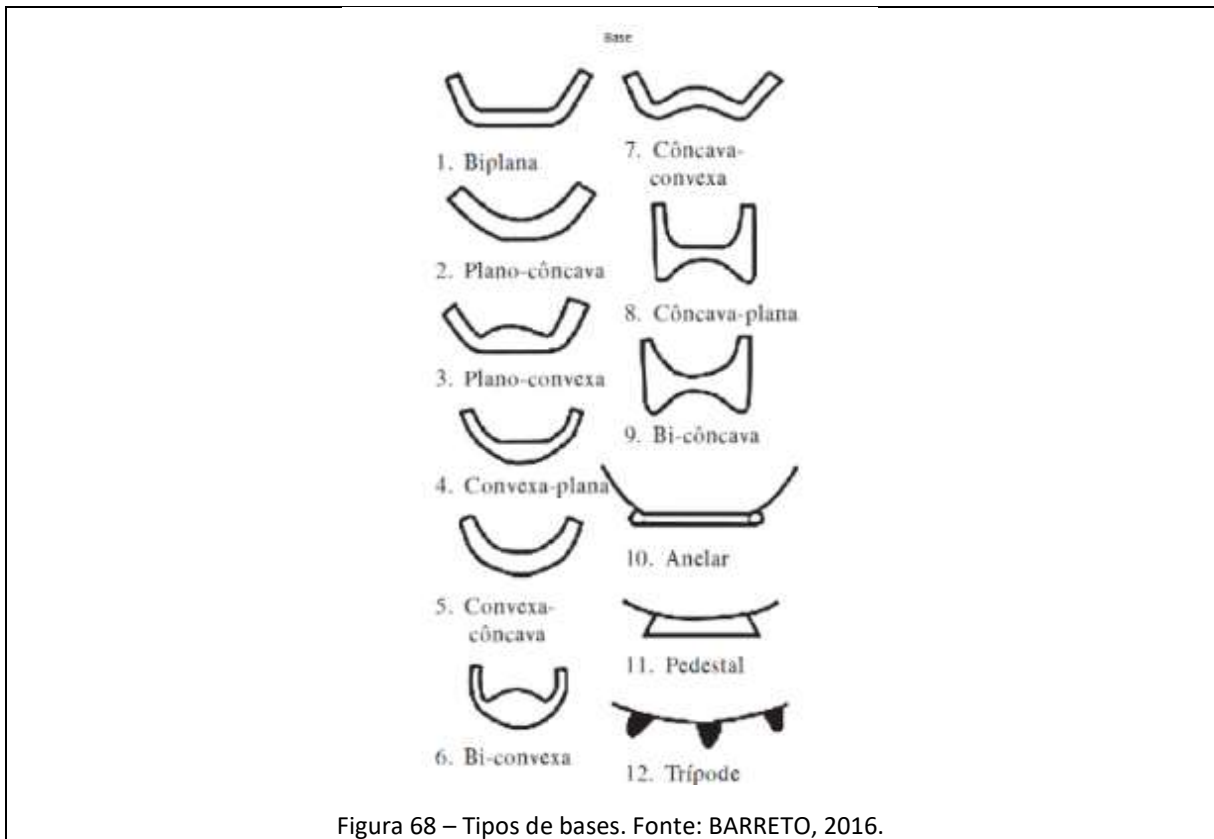 Base
1. Biplana
2. Plano-côncava
3. Plano-convexa
4. Convexa-plana
5. Convexa-
côncava
6. Bi-convexa
7. Côncava-
convexa
8. Côncava-plana
9. Bi-côncava
10. Anelar
11. Pedestal
12. Trípode
Figura 68 – Tipos de bases. Fonte: BARRETO, 2016.